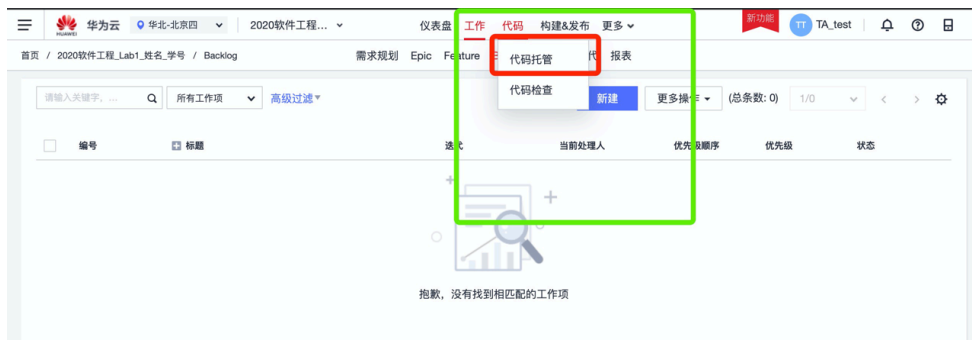 HUAWEI 华为云 华北-北京四 2020软件工程... 仪表盘 工作 代码 构建&发布 更多 新功能 TT TA_test
首页 / 2020软件工程_Lab1_姓名_学号 / Backlog 需求规划 Epic Feature 代 报表
代码托管
代码检查
请输入关键字, ... 所有工作项 高级过滤 新建 更多操作 (总条数: 0) 1/0
编号 标题 迭代 当前处理人 优先级顺序 优先级 状态
抱歉，没有找到相匹配的工作项